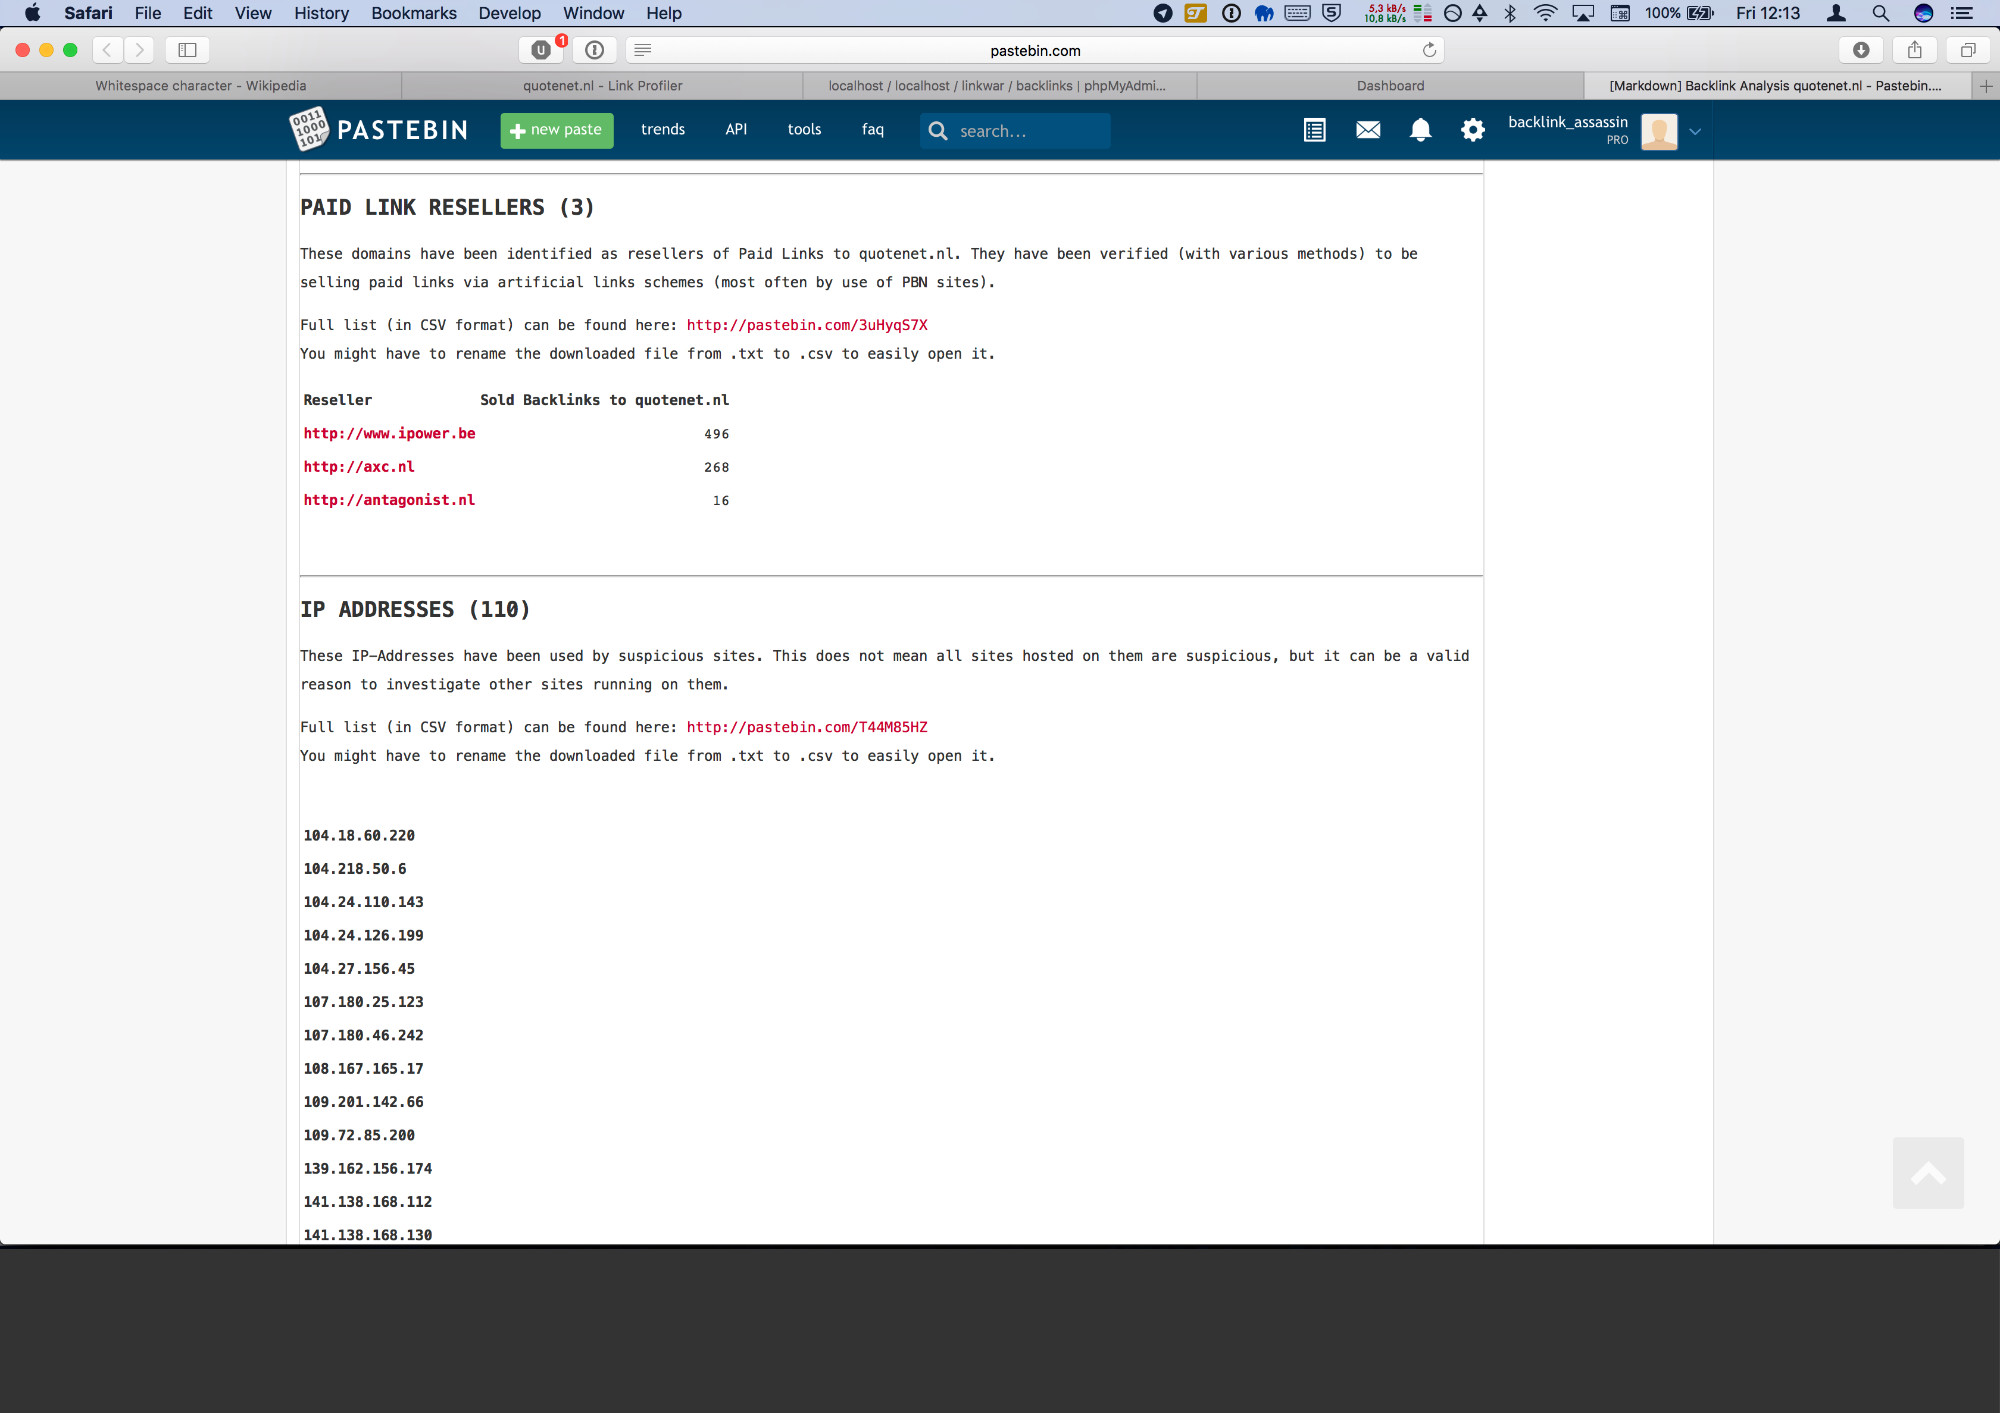 Safari File Edit View History Bookmarks Develop Window Help 5,3 kB/s 10,8 kB/s 100% Fri 12:13
1
pastebin.com
Whitespace character - Wikipedia
quotenet.nl - Link Profiler
localhost / localhost / linkwar / backlinks | phpMyAdmi...
Dashboard
[Markdown] Backlink Analysis quotenet.nl - Pastebin....
PASTEBIN
new paste
trends
API
tools
faq
search...
backlink_assassin
PRO
PAID LINK RESELLERS (3)
These domains have been identified as resellers of Paid Links to quotenet.nl. They have been verified (with various methods) to be
selling paid links via artificial links schemes (most often by use of PBN sites).
Full list (in CSV format) can be found here: http://pastebin.com/3uHyqS7X
You might have to rename the downloaded file from .txt to .csv to easily open it.
Reseller Sold Backlinks to quotenet.nl
http://www.ipower.be 496
http://axc.nl 268
http://antagonist.nl 16
IP ADDRESSES (110)
These IP-Addresses have been used by suspicious sites. This does not mean all sites hosted on them are suspicious, but it can be a valid
reason to investigate other sites running on them.
Full list (in CSV format) can be found here: http://pastebin.com/T44M85HZ
You might have to rename the downloaded file from .txt to .csv to easily open it.
104.18.60.220
104.218.50.6
104.24.110.143
104.24.126.199
104.27.156.45
107.180.25.123
107.180.46.242
108.167.165.17
109.201.142.66
109.72.85.200
139.162.156.174
141.138.168.112
141.138.168.130